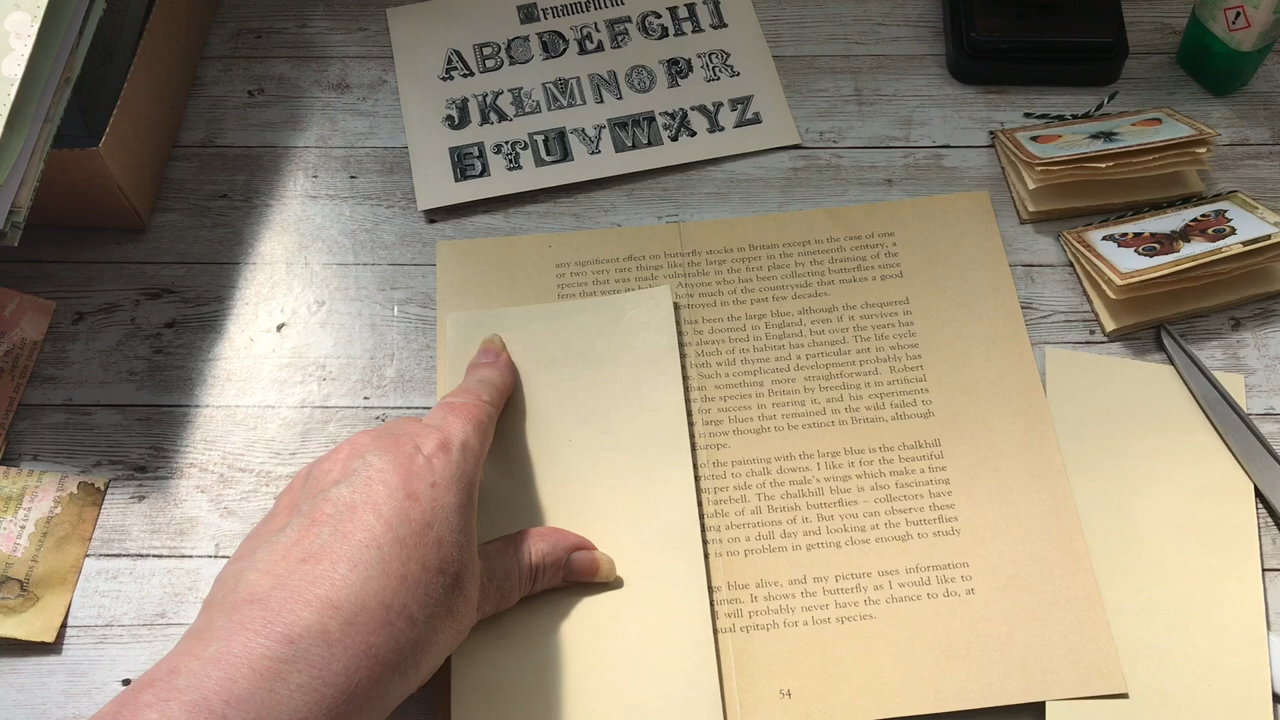 Ornamental
ABCDEFGHI
JKLMNOPR
STUVWXYZ
any significant effect on butterfly stocks in Britain except in the case of one
or two very rare things like the large copper in the nineteenth century, a
species that was made vulnerable in the first place by the draining of the
fens that were its Anyone who has been collecting butterflies since
how much of the countryside that makes a good
destroyed in the past few decades.
has been the large blue, although the chequered
to be doomed in England, even if it survives in
as always bred in England, but over the years has
Much of its habitat has changed. The life cycle
both wild thyme and a particular ant in whose
Such a complicated development probably has
than something more straightforward. Robert
the species in Britain by breeding it in artificial
for success in rearing it, and his experiments
large blues that remained in the wild failed to
is now thought to be extinct in Britain, although
Europe.
of the painting with the large blue is the chalkhill
to chalk downs. I like it for the beautiful
upper side of the male's wings which make a fine
harebell. The chalkhill blue is also fascinating
of all British butterflies – collectors have
aberrations of it. But you can observe these
on a dull day and looking at the butterflies
is no problem in getting close enough to study
blue alive, and my picture uses information
It shows the butterfly as I would like to
I will probably never have the chance to do, at
epitaph for a lost species.
54